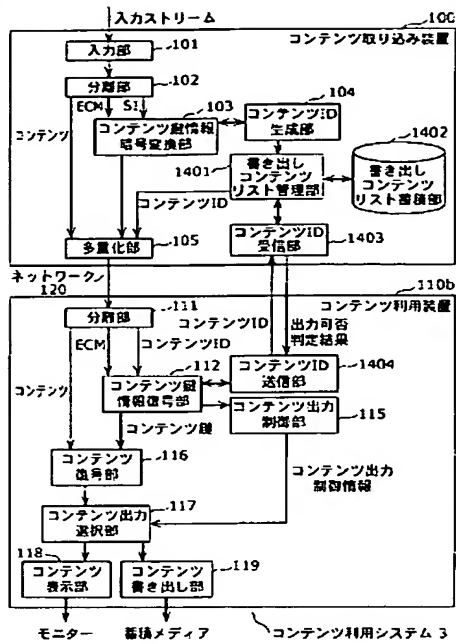 入力ストリーム
100
コンテンツ取り込み装置
入力部
101
分離部
102
ECM
SI
103
104
コンテンツ
コンテンツ鍵情報
暗号変換部
コンテンツID
生成部
1402
1401
書き出し
コンテンツ
リスト管理部
書き出し
コンテンツ
リスト蓄積部
コンテンツID
コンテンツID
受信部
1403
多重化部
105
ネットワーク
120
110b
コンテンツ利用装置
分離部
111
ECM
コンテンツID
コンテンツID
出力可否
判定結果
112
コンテンツ鍵
情報復号部
コンテンツID
送信部
1404
コンテンツ
コンテンツ鍵
コンテンツ出力
制御部
115
コンテンツ
復号部
116
コンテンツ出力
制御情報
コンテンツ出力
選択部
117
118
コンテンツ
表示部
119
コンテンツ
書き出し部
モニター
蓄積メディア
コンテンツ利用システム 3